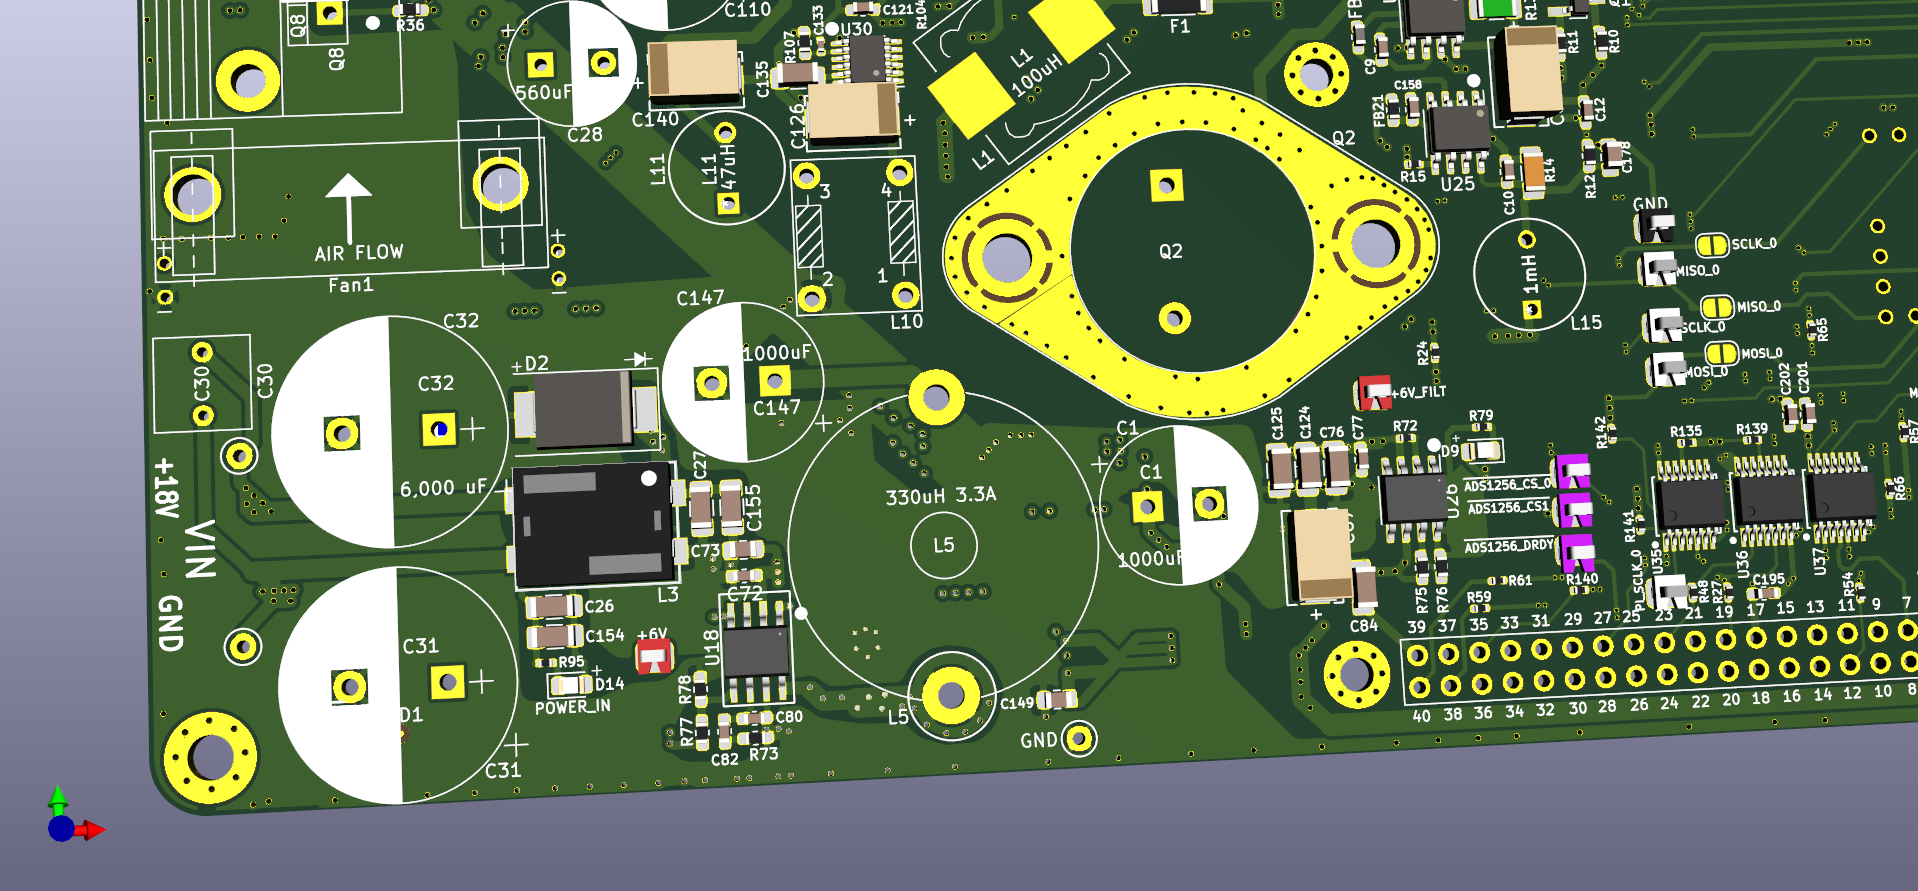 Q8
Q8
R36
C110
C133
C121
R104
U30
R107
C135
560uF
C28
C140
C126
L1
100uH
L1
F1
C9
R11
R10
C158
FB21
C12
U25
R15
C10
R14
R12
C178
Q2
Q2
L11
L11
47uH
3
4
2
1
L10
AIR FLOW
Fan1
GND
SCLK_0
MISO_0
MISO_0
SCLK_0
MOSI_0
MOSI_0
1mH
L15
R65
R24
+6V_FILT
C202
C201
C147
1000uF
C147
C32
C32
6,000 uF
+D2
C30
C30
+18V
VIN
GND
C27
C155
C73
C72
L3
C26
C154
R95
D14
POWER_IN
+6V
U18
R78
R77
C82
C80
R73
C31
D1
C31
330uH 3.3A
L5
L5
C149
GND
C1
C1
1000uF
C125
C124
C76
C77
R72
R79
D9
U26
C84
R75
R76
ADS1256_CS_0
ADS1256_CS1
ADS1256_DRDY
R61
R59
R140
R142
R141
R135
R139
U35
U36
U37
R66
R57
PI_SCLK_0
R48
R27
C195
R54
39 37 35 33 31 29 27 25 23 21 19 17 15 13 11 9 7
40 38 36 34 32 30 28 26 24 22 20 18 16 14 12 10 8